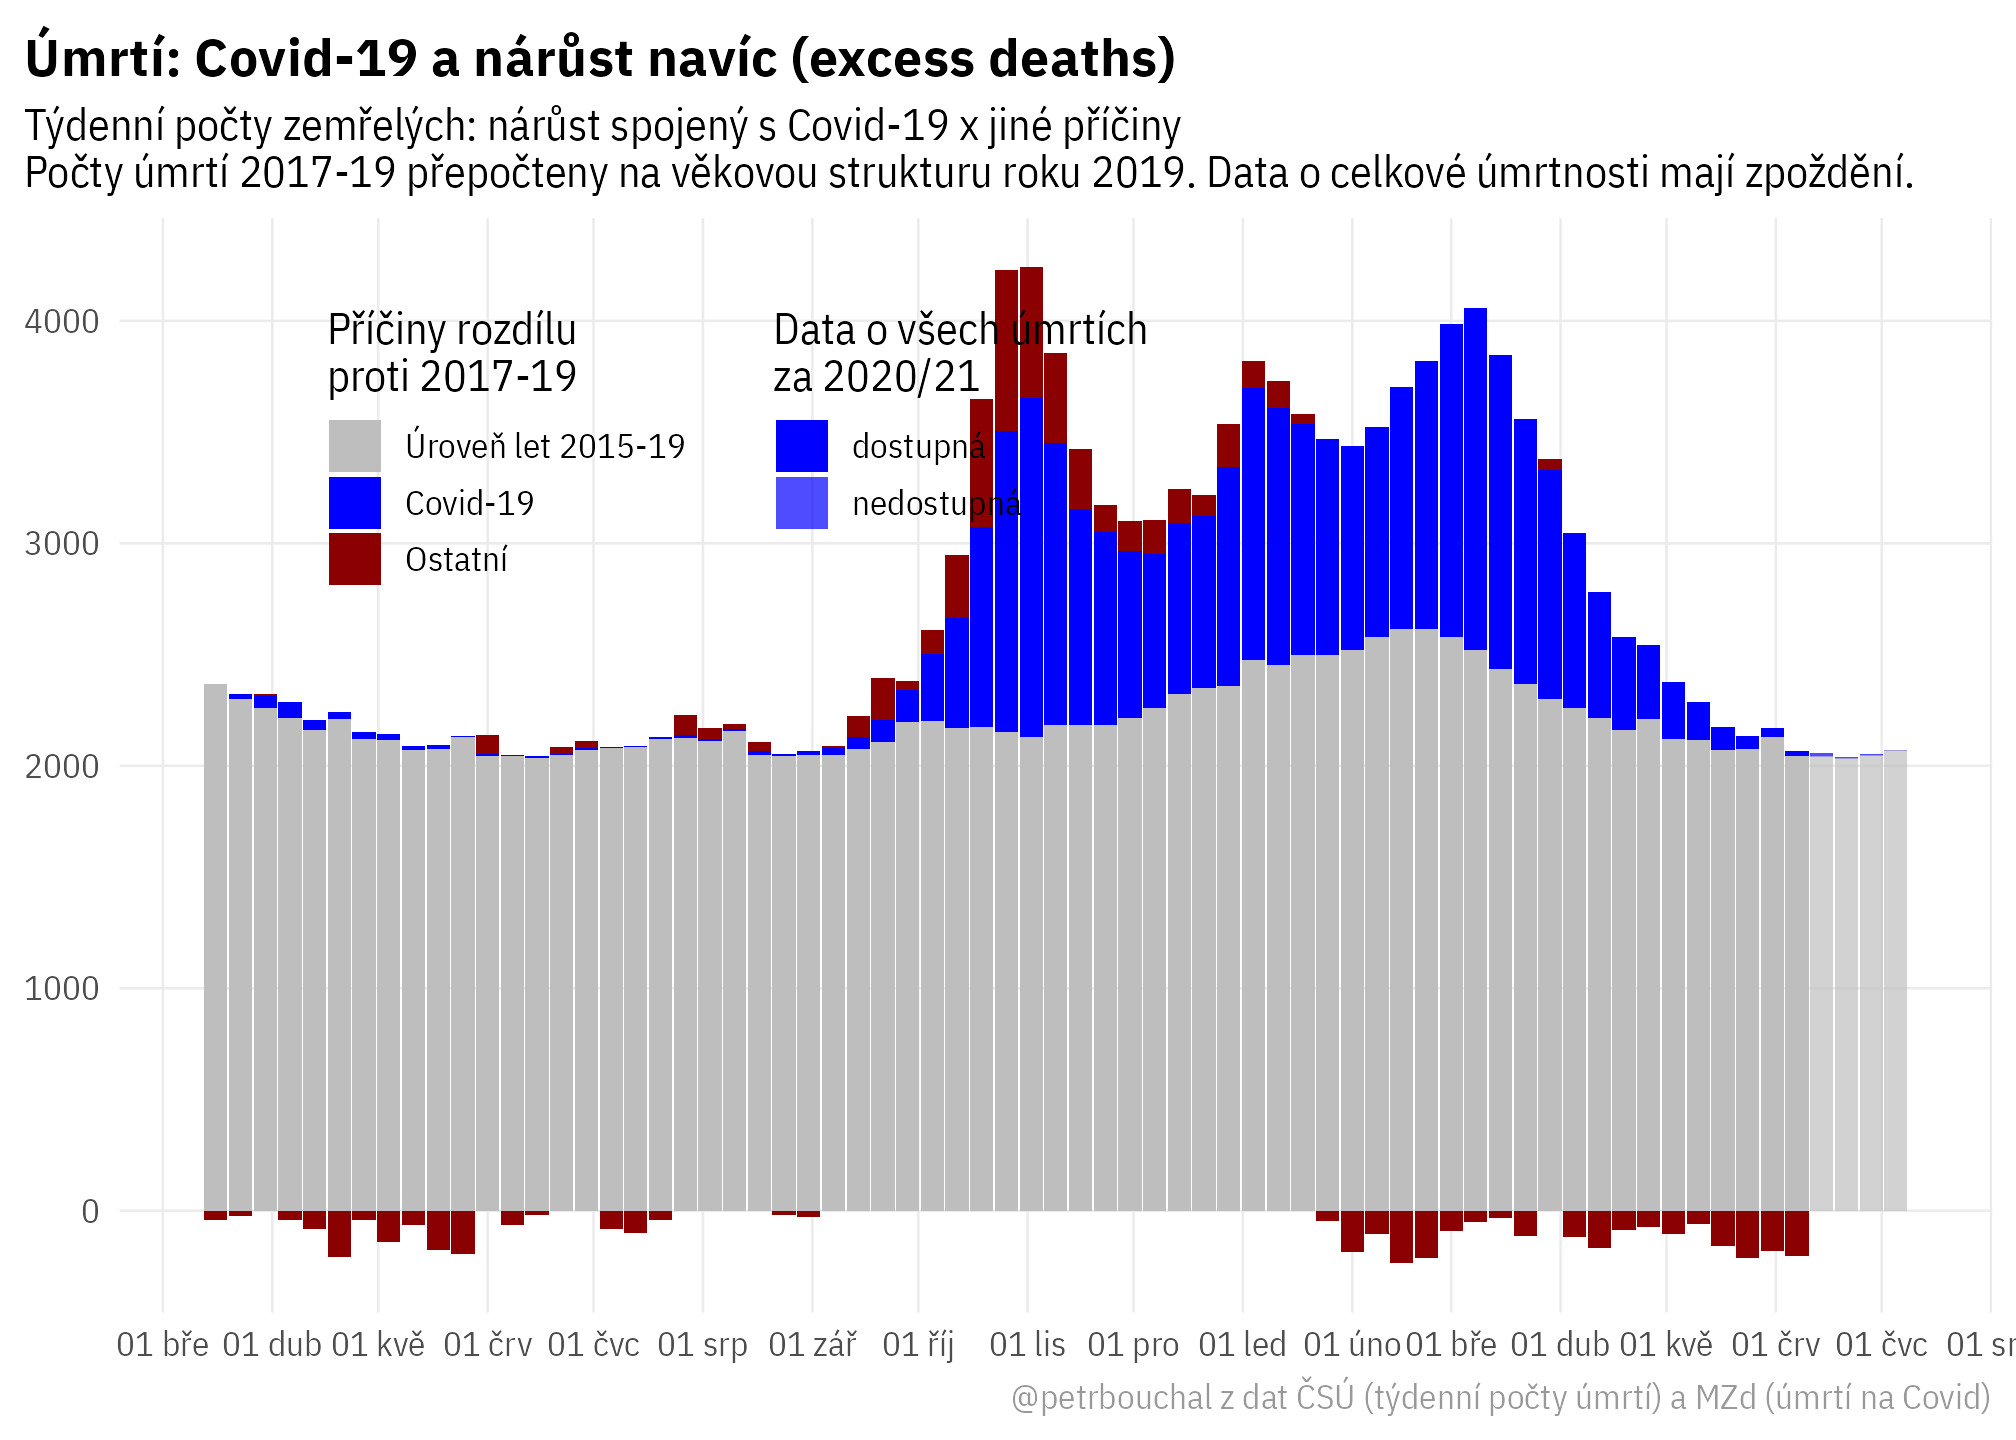 Úmrtí: Covid-19 a nárůst navíc (excess deaths)
Týdenní počty zemřelých: nárůst spojený s Covid-19 x jiné příčiny
Počty úmrtí 2017-19 přepočteny na věkovou strukturu roku 2019. Data o celkové úmrtnosti mají zpoždění.
4000
3000
2000
1000
0
Příčiny rozdílu
proti 2017-19
Úroveň let 2015-19
Covid-19
Ostatní
Data o všech úmrtích
za 2020/21
dostupná
nedostupná
01 bře 01 dub 01 kvě 01 črv 01 čvc 01 srp 01 zář 01 říj 01 lis 01 pro 01 led 01 úno 01 bře 01 dub 01 kvě 01 črv 01 čvc 01
@petrbouchal z dat ČSÚ (týdenní počty úmrtí) a MZd (úmrtí na Covid)